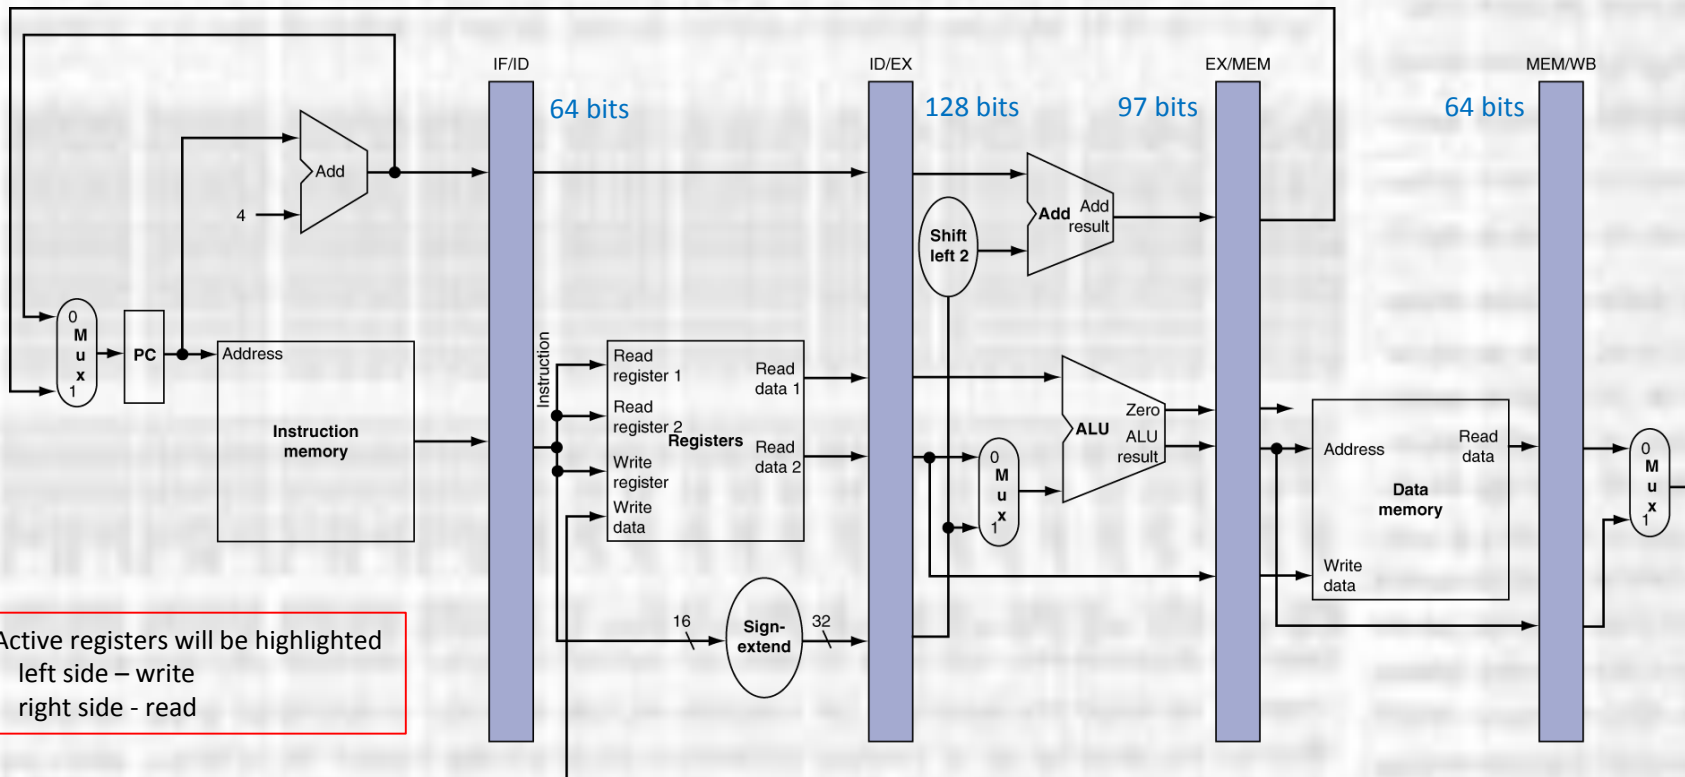 IF/ID
ID/EX
EX/MEM
MEM/WB
64 bits
128 bits
97 bits
64 bits
Add
4
Add
Add
result
Shift
left 2
0
M
u
x
1
PC
Address
Instruction
memory
Instruction
Read
register 1
Read
register 2
Registers
Write
register
Write
data
Read
data 1
Read
data 2
0
M
u
x
1
Zero
ALU
ALU
result
Address
Read
data
Data
memory
Write
data
0
M
u
x
1
16
Sign-
extend
32
Active registers will be highlighted
left side – write
right side - read